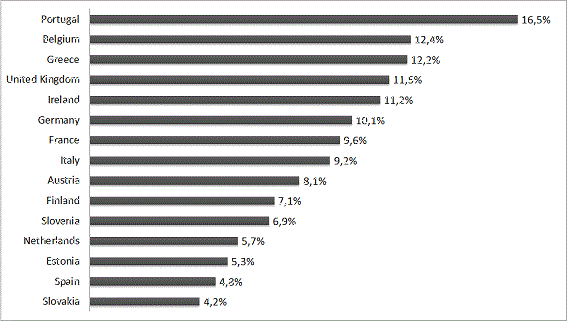 Portugal 16,5%
Belgium 12,4%
Greece 12,2%
United Kingdom 11,5%
Ireland 11,2%
Germany 10,1%
France 9,6%
Italy 9,2%
Austria 8,1%
Finland 7,1%
Slovenia 6,9%
Netherlands 5,7%
Estonia 5,3%
Spain 4,8%
Slovakia 4,2%